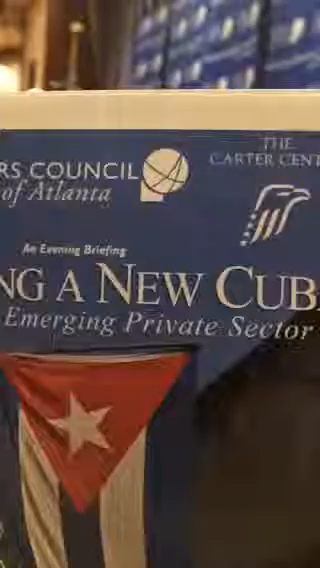 RS COUNCIL
of Atlanta
THE
CARTER CENT
An Evening Briefing
NG A NEW CUB
Emerging Private Sector